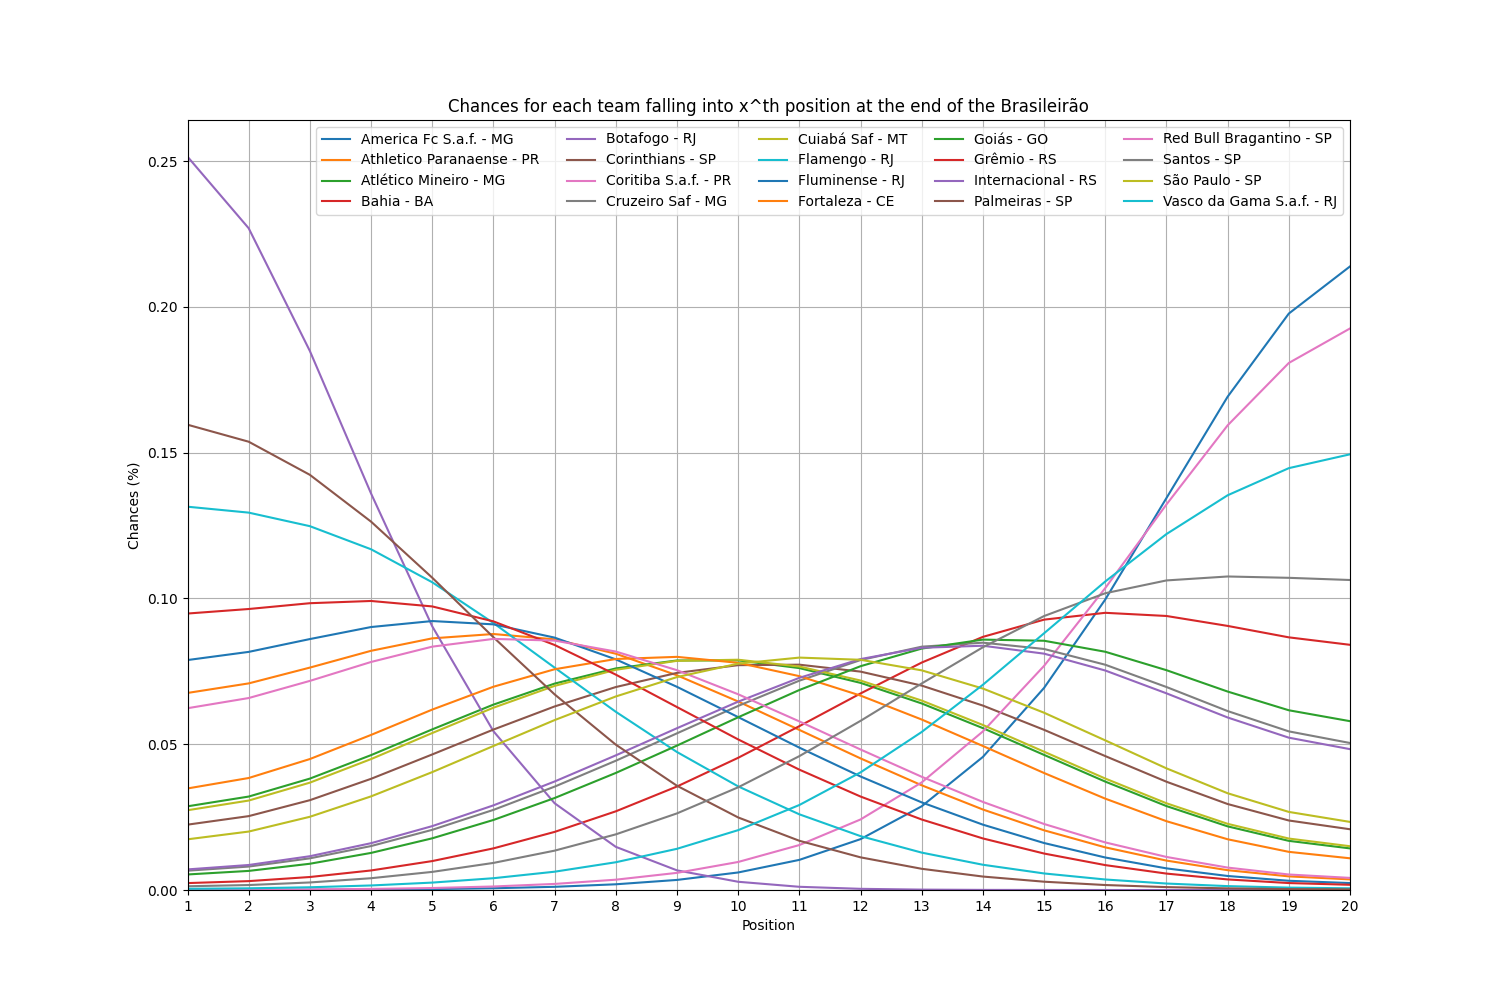 Chances for each team falling into x^th position at the end of the Brasileirão
America Fc S.a.f. - MG
Athletico Paranaense - PR
Atlético Mineiro - MG
Bahia - BA
Botafogo - RJ
Corinthians - SP
Coritiba S.a.f. - PR
Cruzeiro Saf - MG
Cuiabá Saf - MT
Flamengo - RJ
Fluminense - RJ
Fortaleza - CE
Goiás - GO
Grêmio - RS
Internacional - RS
Palmeiras - SP
Red Bull Bragantino - SP
Santos - SP
São Paulo - SP
Vasco da Gama S.a.f. - RJ
Chances (%)
0.25
0.20
0.15
0.10
0.05
0.00
1 2 3 4 5 6 7 8 9 10 11 12 13 14 15 16 17 18 19 20
Position